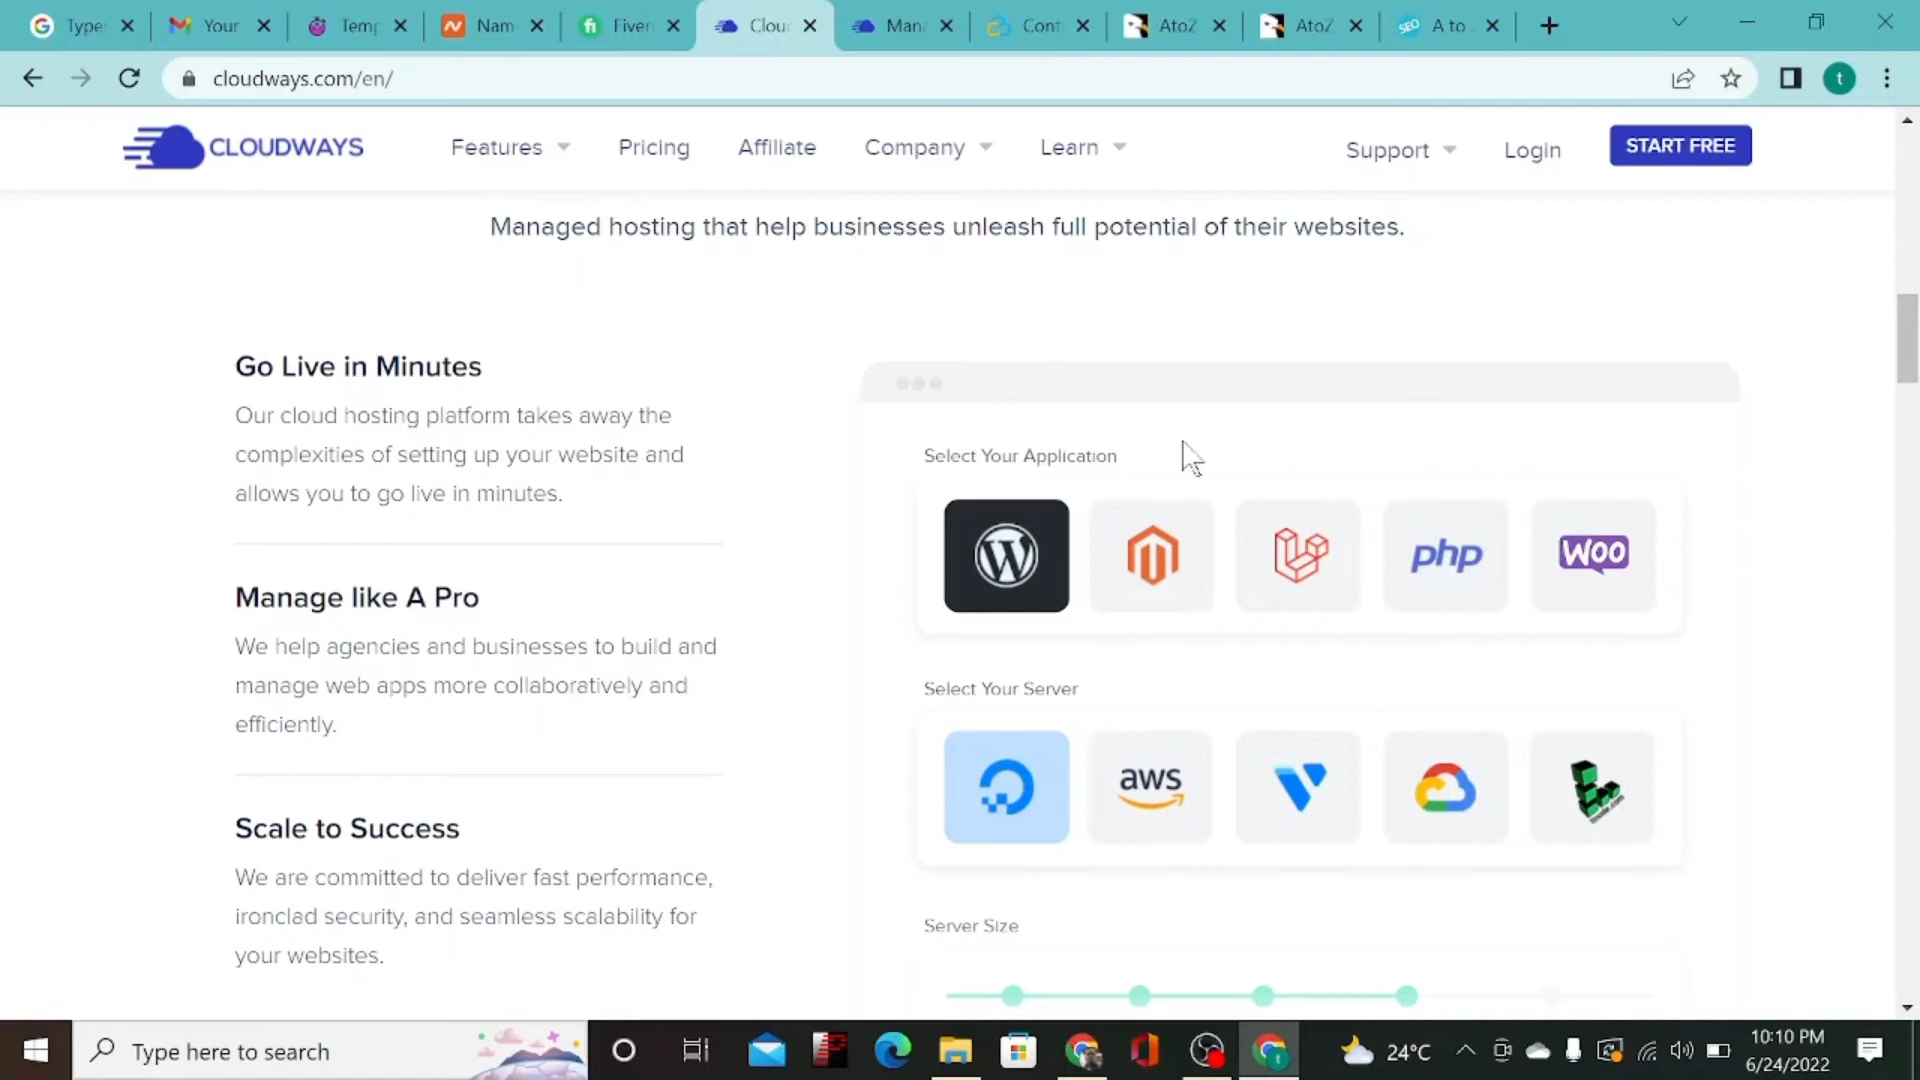 Type
Your
Temp
Nam
Fiver
Clou
Mana
Cont
AtoZ
AtoZ
SEO
A to
cloudways.com/en/
t
CLOUDWAYS
Features
Pricing
Affiliate
Company
Learn
Support
Login
START FREE
Managed hosting that help businesses unleash full potential of their websites.
Go Live in Minutes
Our cloud hosting platform takes away the
complexities of setting up your website and
allows you to go live in minutes.
Manage like A Pro
We help agencies and businesses to build and
manage web apps more collaboratively and
efficiently.
Scale to Success
We are committed to deliver fast performance,
ironclad security, and seamless scalability for
your websites.
Select Your Application
php
WOO
Select Your Server
aws
Server Size
Type here to search
24°C
10:10 PM
6/24/2022